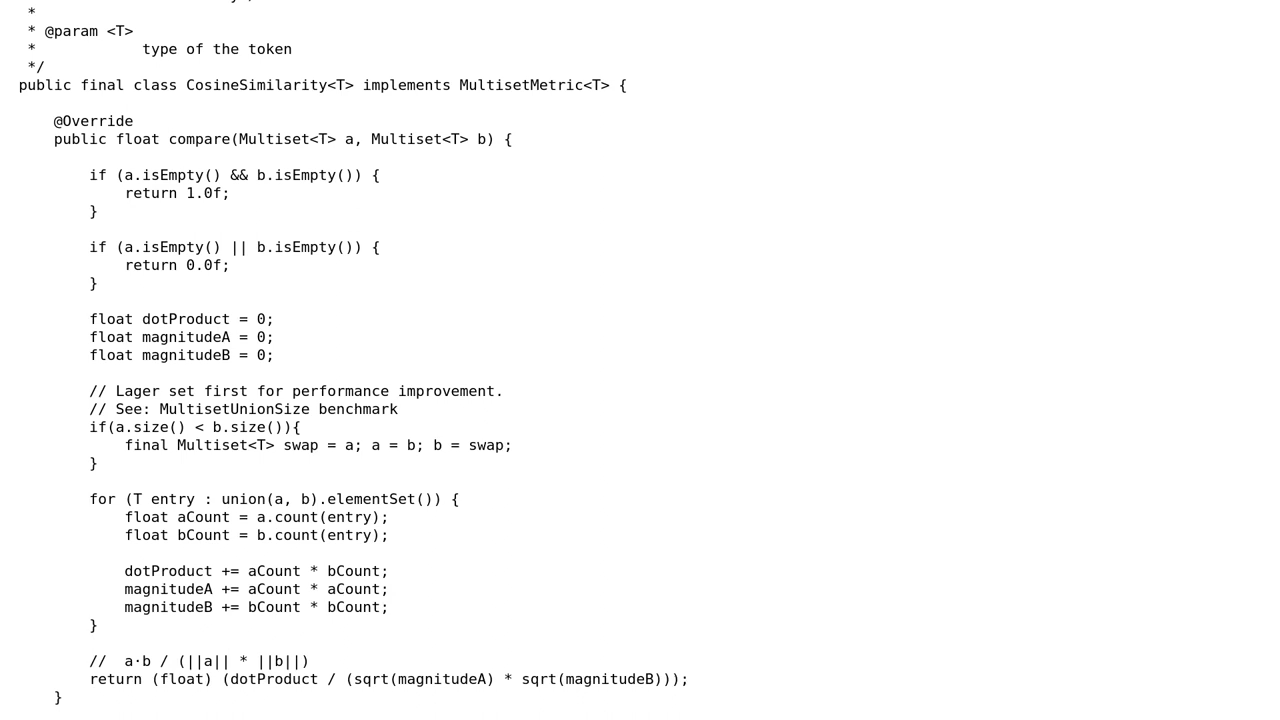 *
* @param <T>
*            type of the token
*/
public final class CosineSimilarity<T> implements MultisetMetric<T> {
@Override
public float compare(Multiset<T> a, Multiset<T> b) {
if (a.isEmpty() && b.isEmpty()) {
return 1.0f;
}
if (a.isEmpty() || b.isEmpty()) {
return 0.0f;
}
float dotProduct = 0;
float magnitudeA = 0;
float magnitudeB = 0;
// Lager set first for performance improvement.
// See: MultisetUnionSize benchmark
if(a.size() < b.size()){
final Multiset<T> swap = a; a = b; b = swap;
}
for (T entry : union(a, b).elementSet()) {
float aCount = a.count(entry);
float bCount = b.count(entry);
dotProduct += aCount * bCount;
magnitudeA += aCount * aCount;
magnitudeB += bCount * bCount;
}
//  a·b / (||a|| * ||b||)
return (float) (dotProduct / (sqrt(magnitudeA) * sqrt(magnitudeB)));
}